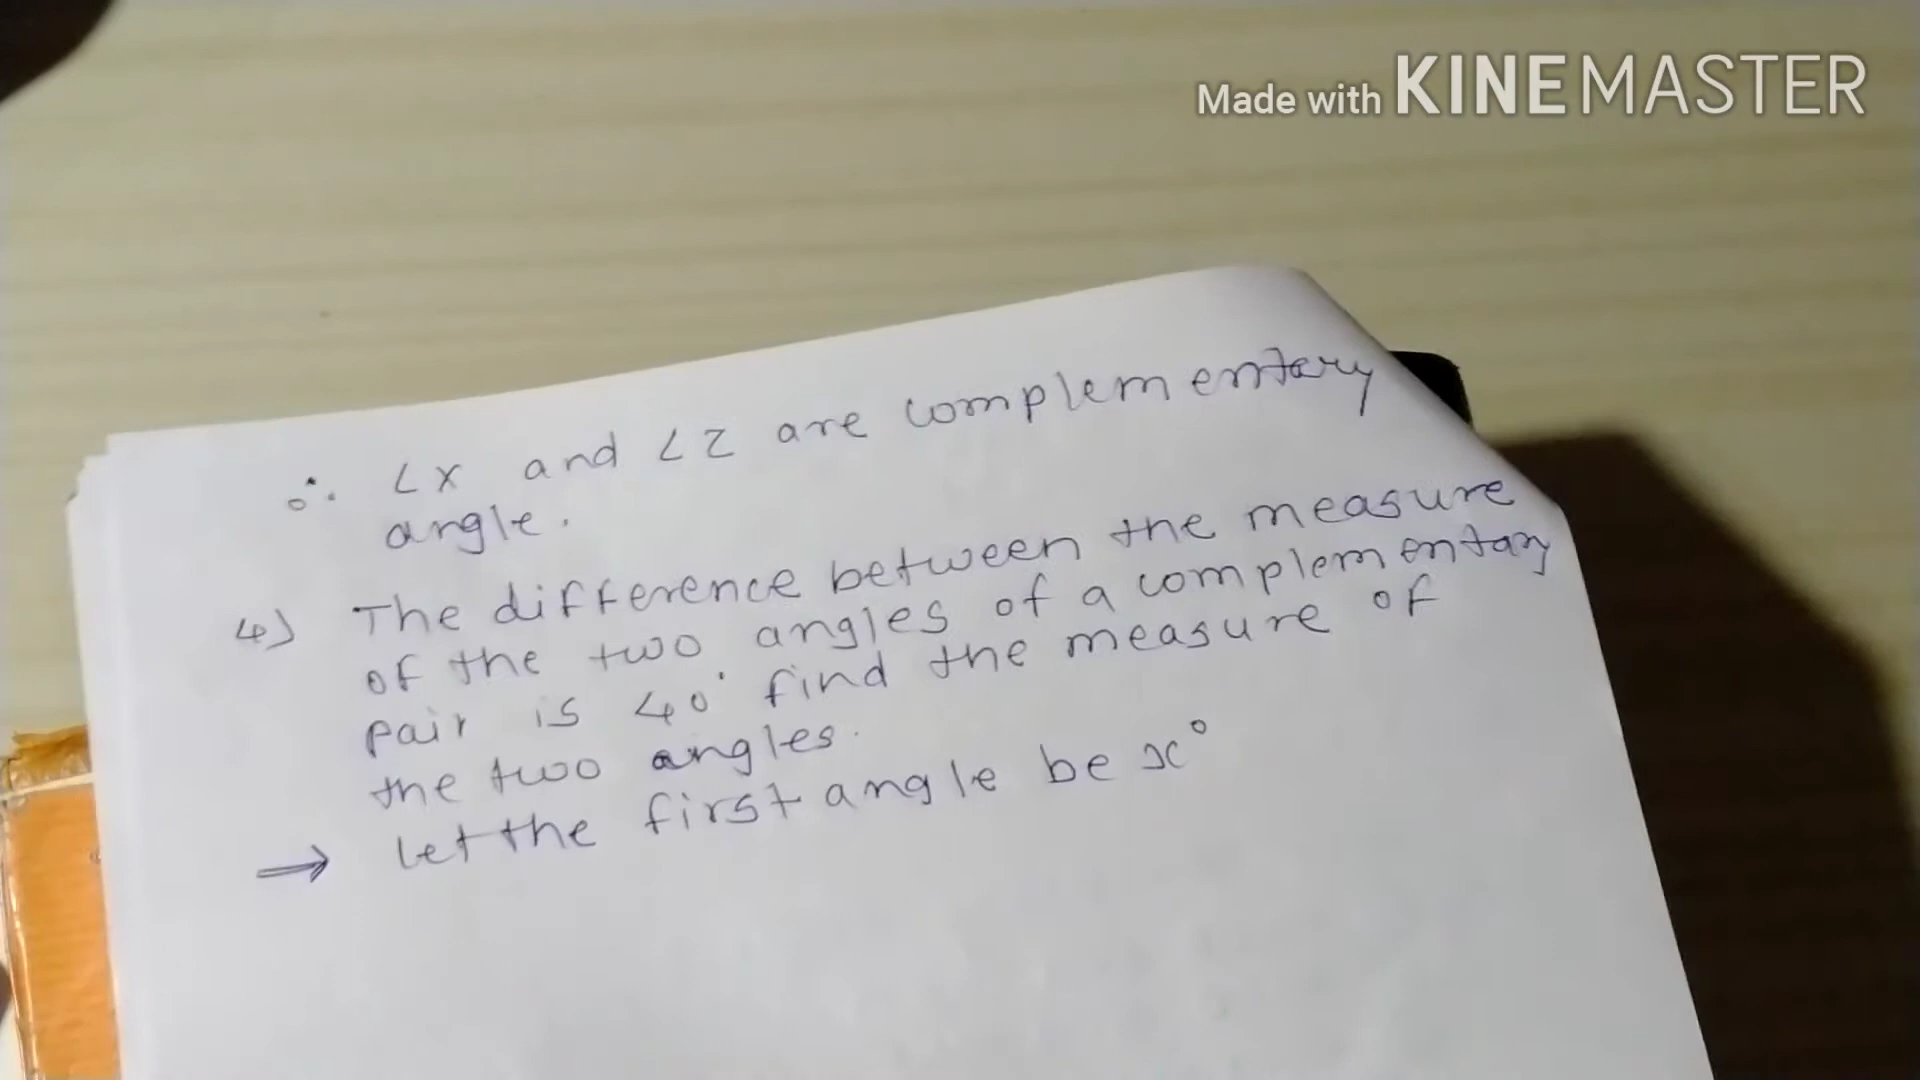 Made with KINEMASTER
∴ ∠X and ∠Z are complementary
angle.
4) The difference between the measure
of the two angles of a complementary
pair is 40° find the measure of
the two angles.
⇒ let the first angle be x°